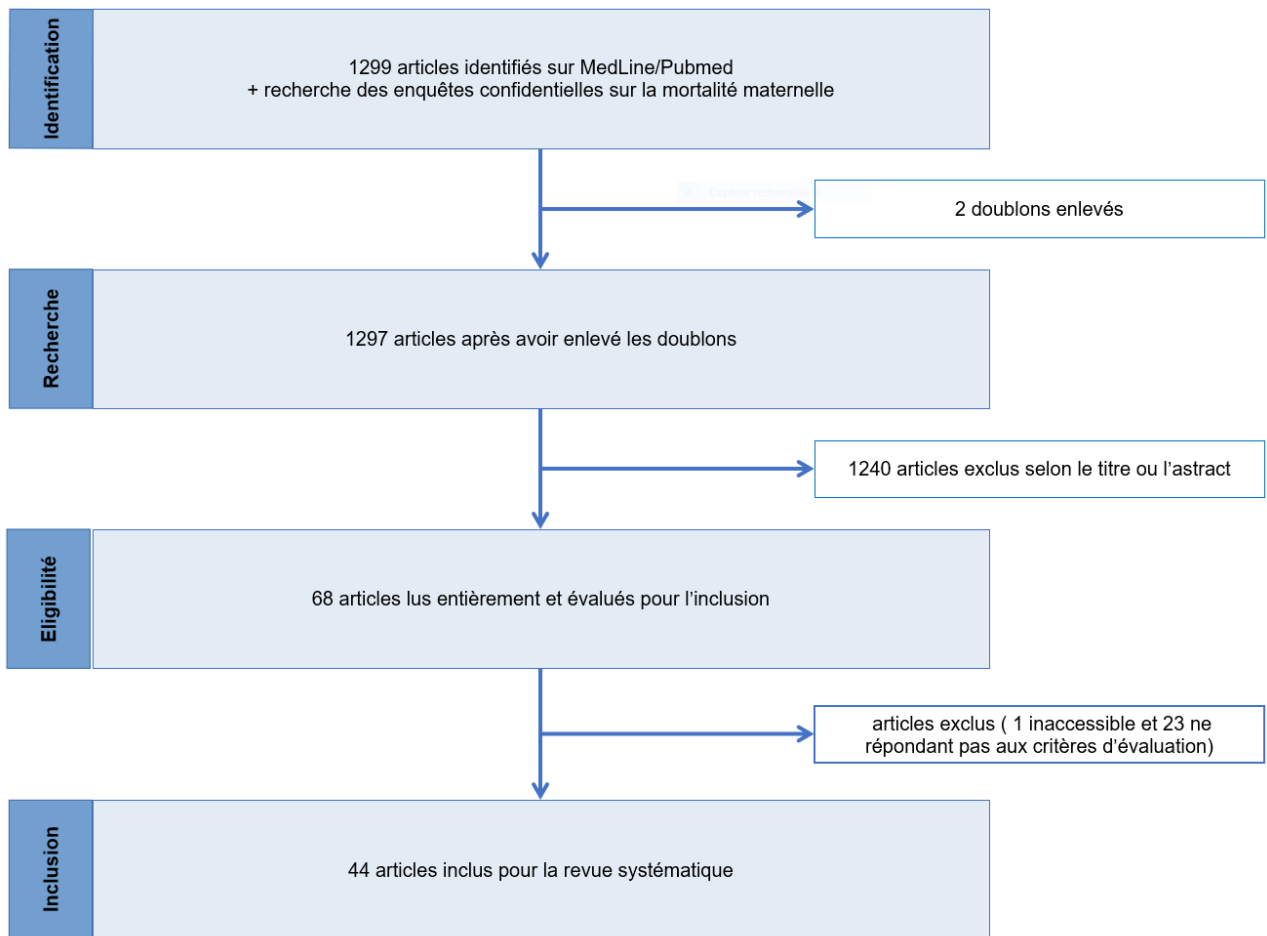 Identification
1299 articles identifiés sur MedLine/Pubmed
+ recherche des enquêtes confidentielles sur la mortalité maternelle
2 doublons enlevés
Recherche
1297 articles après avoir enlevé les doublons
1240 articles exclus selon le titre ou l'astract
Eligibilité
68 articles lus entièrement et évalués pour l'inclusion
articles exclus ( 1 inaccessible et 23 ne
répondant pas aux critères d'évaluation)
Inclusion
44 articles inclus pour la revue systématique